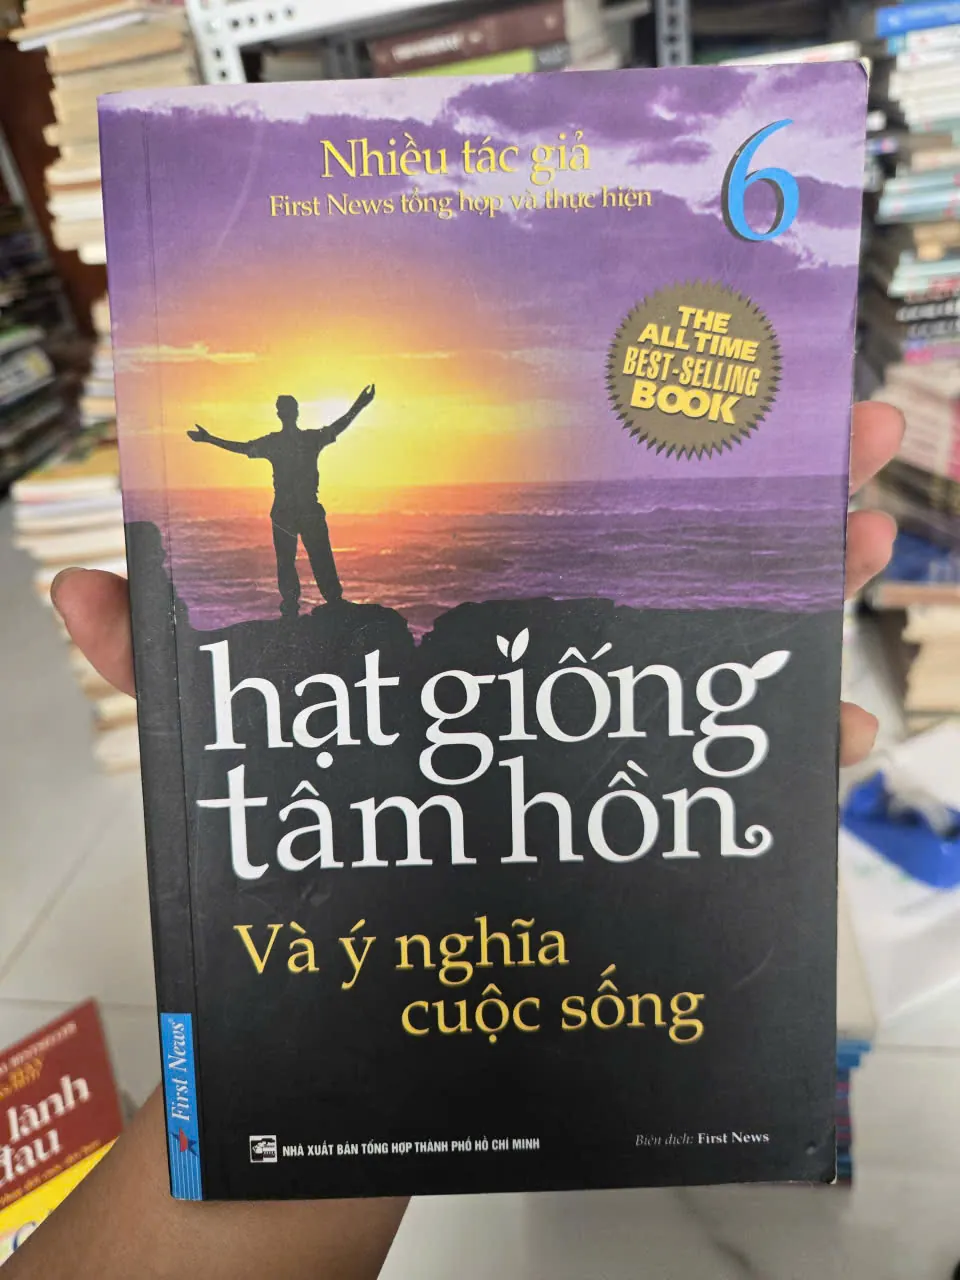 Nhiều tác giả
First News tổng hợp và thực hiện
6
THE
ALL TIME
BEST-SELLING
BOOK
hạt giống
tâm hồn
Và ý nghĩa
cuộc sống
First News
NHÀ XUẤT BẢN TỔNG HỢP THÀNH PHỐ HỒ CHÍ MINH
Biên dịch: First News
lành
đau